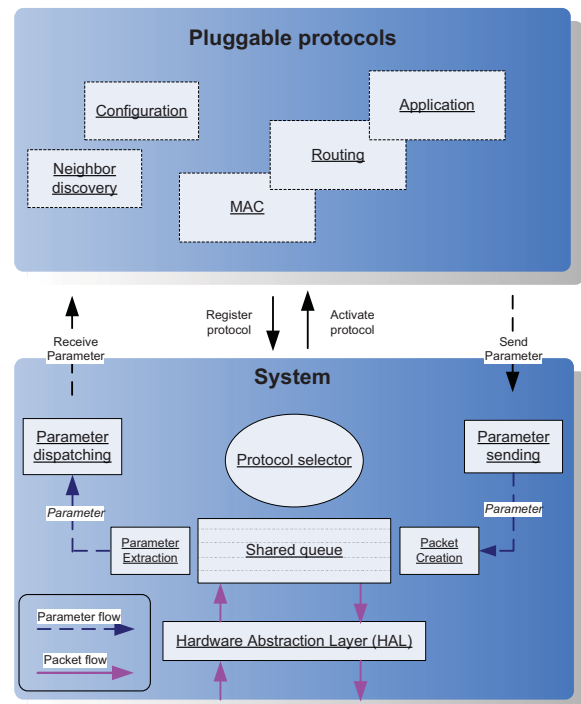 Pluggable protocols
Configuration
Application
Neighbor
discovery
Routing
MAC
Receive
Parameter
Register
protocol
Activate
protocol
Send
Parameter
System
Parameter
dispatching
Protocol selector
Parameter
sending
Parameter
Parameter
Parameter
Extraction
Shared queue
Packet
Creation
Parameter flow
Packet flow
Hardware Abstraction Layer (HAL)